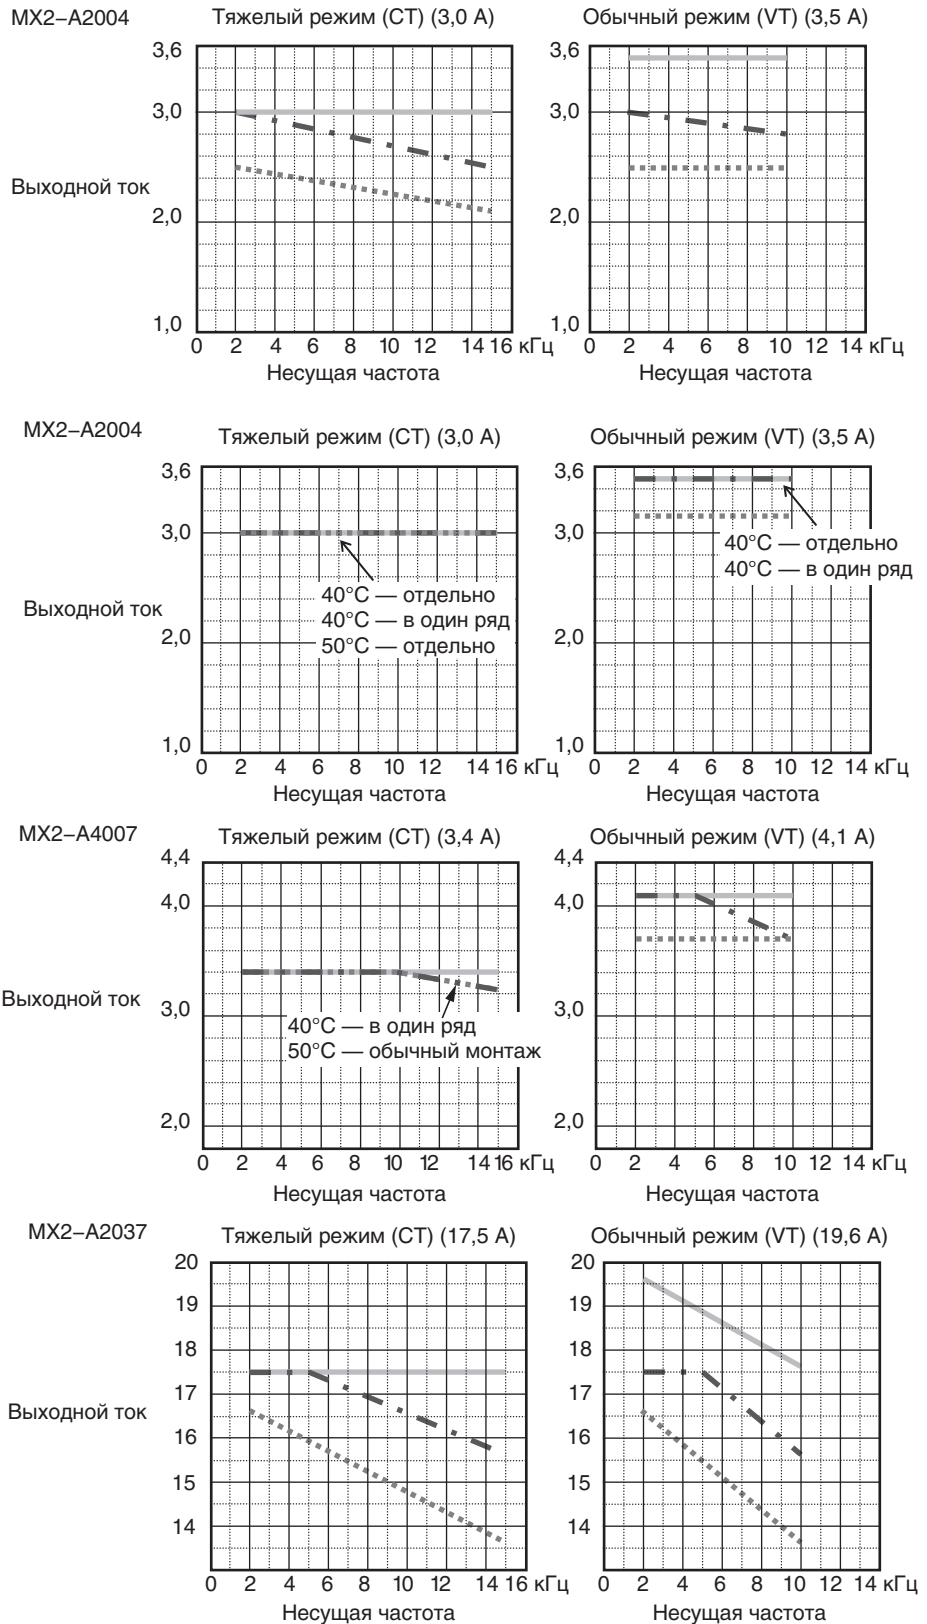 MX2–A2004
Тяжелый режим (CT) (3,0 A)
Обычный режим (VT) (3,5 A)
3,6
3,0
Выходной ток
2,0
1,0
0 2 4 6 8 10 12 14 16 кГц
Несущая частота
3,6
3,0
2,0
1,0
0 2 4 6 8 10 12 14 кГц
Несущая частота
MX2–A2004
Тяжелый режим (CT) (3,0 A)
Обычный режим (VT) (3,5 A)
3,6
3,0
40°C — отдельно
40°C — в один ряд
50°C — отдельно
Выходной ток
2,0
1,0
0 2 4 6 8 10 12 14 16 кГц
Несущая частота
3,6
3,0
40°C — отдельно
40°C — в один ряд
2,0
1,0
0 2 4 6 8 10 12 14 кГц
Несущая частота
MX2–A4007
Тяжелый режим (CT) (3,4 A)
Обычный режим (VT) (4,1 A)
4,4
4,0
Выходной ток
3,0
40°C — в один ряд
50°C — обычный монтаж
2,0
0 2 4 6 8 10 12 14 16 кГц
Несущая частота
4,4
4,0
3,0
2,0
0 2 4 6 8 10 12 14 кГц
Несущая частота
MX2–A2037
Тяжелый режим (CT) (17,5 A)
Обычный режим (VT) (19,6 A)
20
19
18
17
Выходной ток
16
15
14
0 2 4 6 8 10 12 14 16 кГц
Несущая частота
20
19
18
17
16
15
14
0 2 4 6 8 10 12 14 кГц
Несущая частота